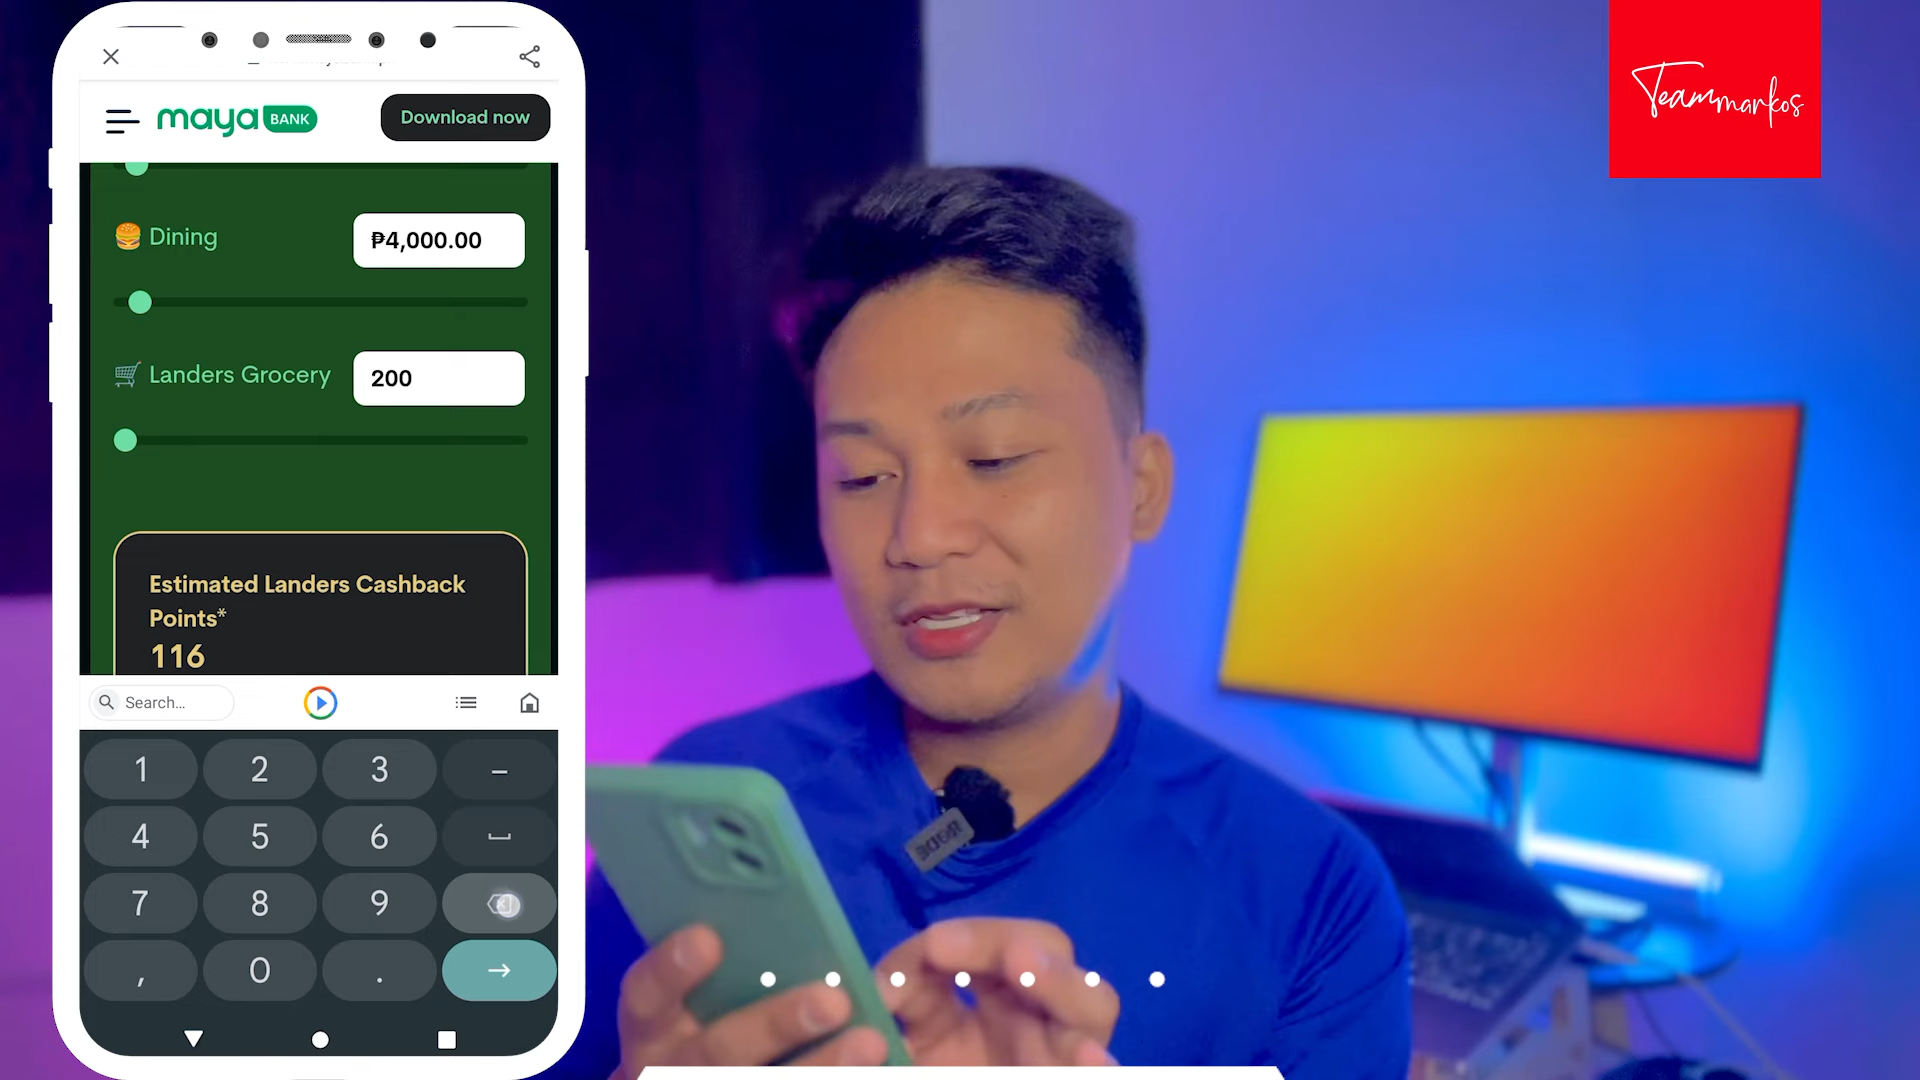 maya BANK
Download now
Dining
₱4,000.00
Landers Grocery
200
Estimated Landers Cashback
Points*
116
Search...
1 2 3 –
4 5 6
7 8 9
, 0 .
Teammarkos
RODE